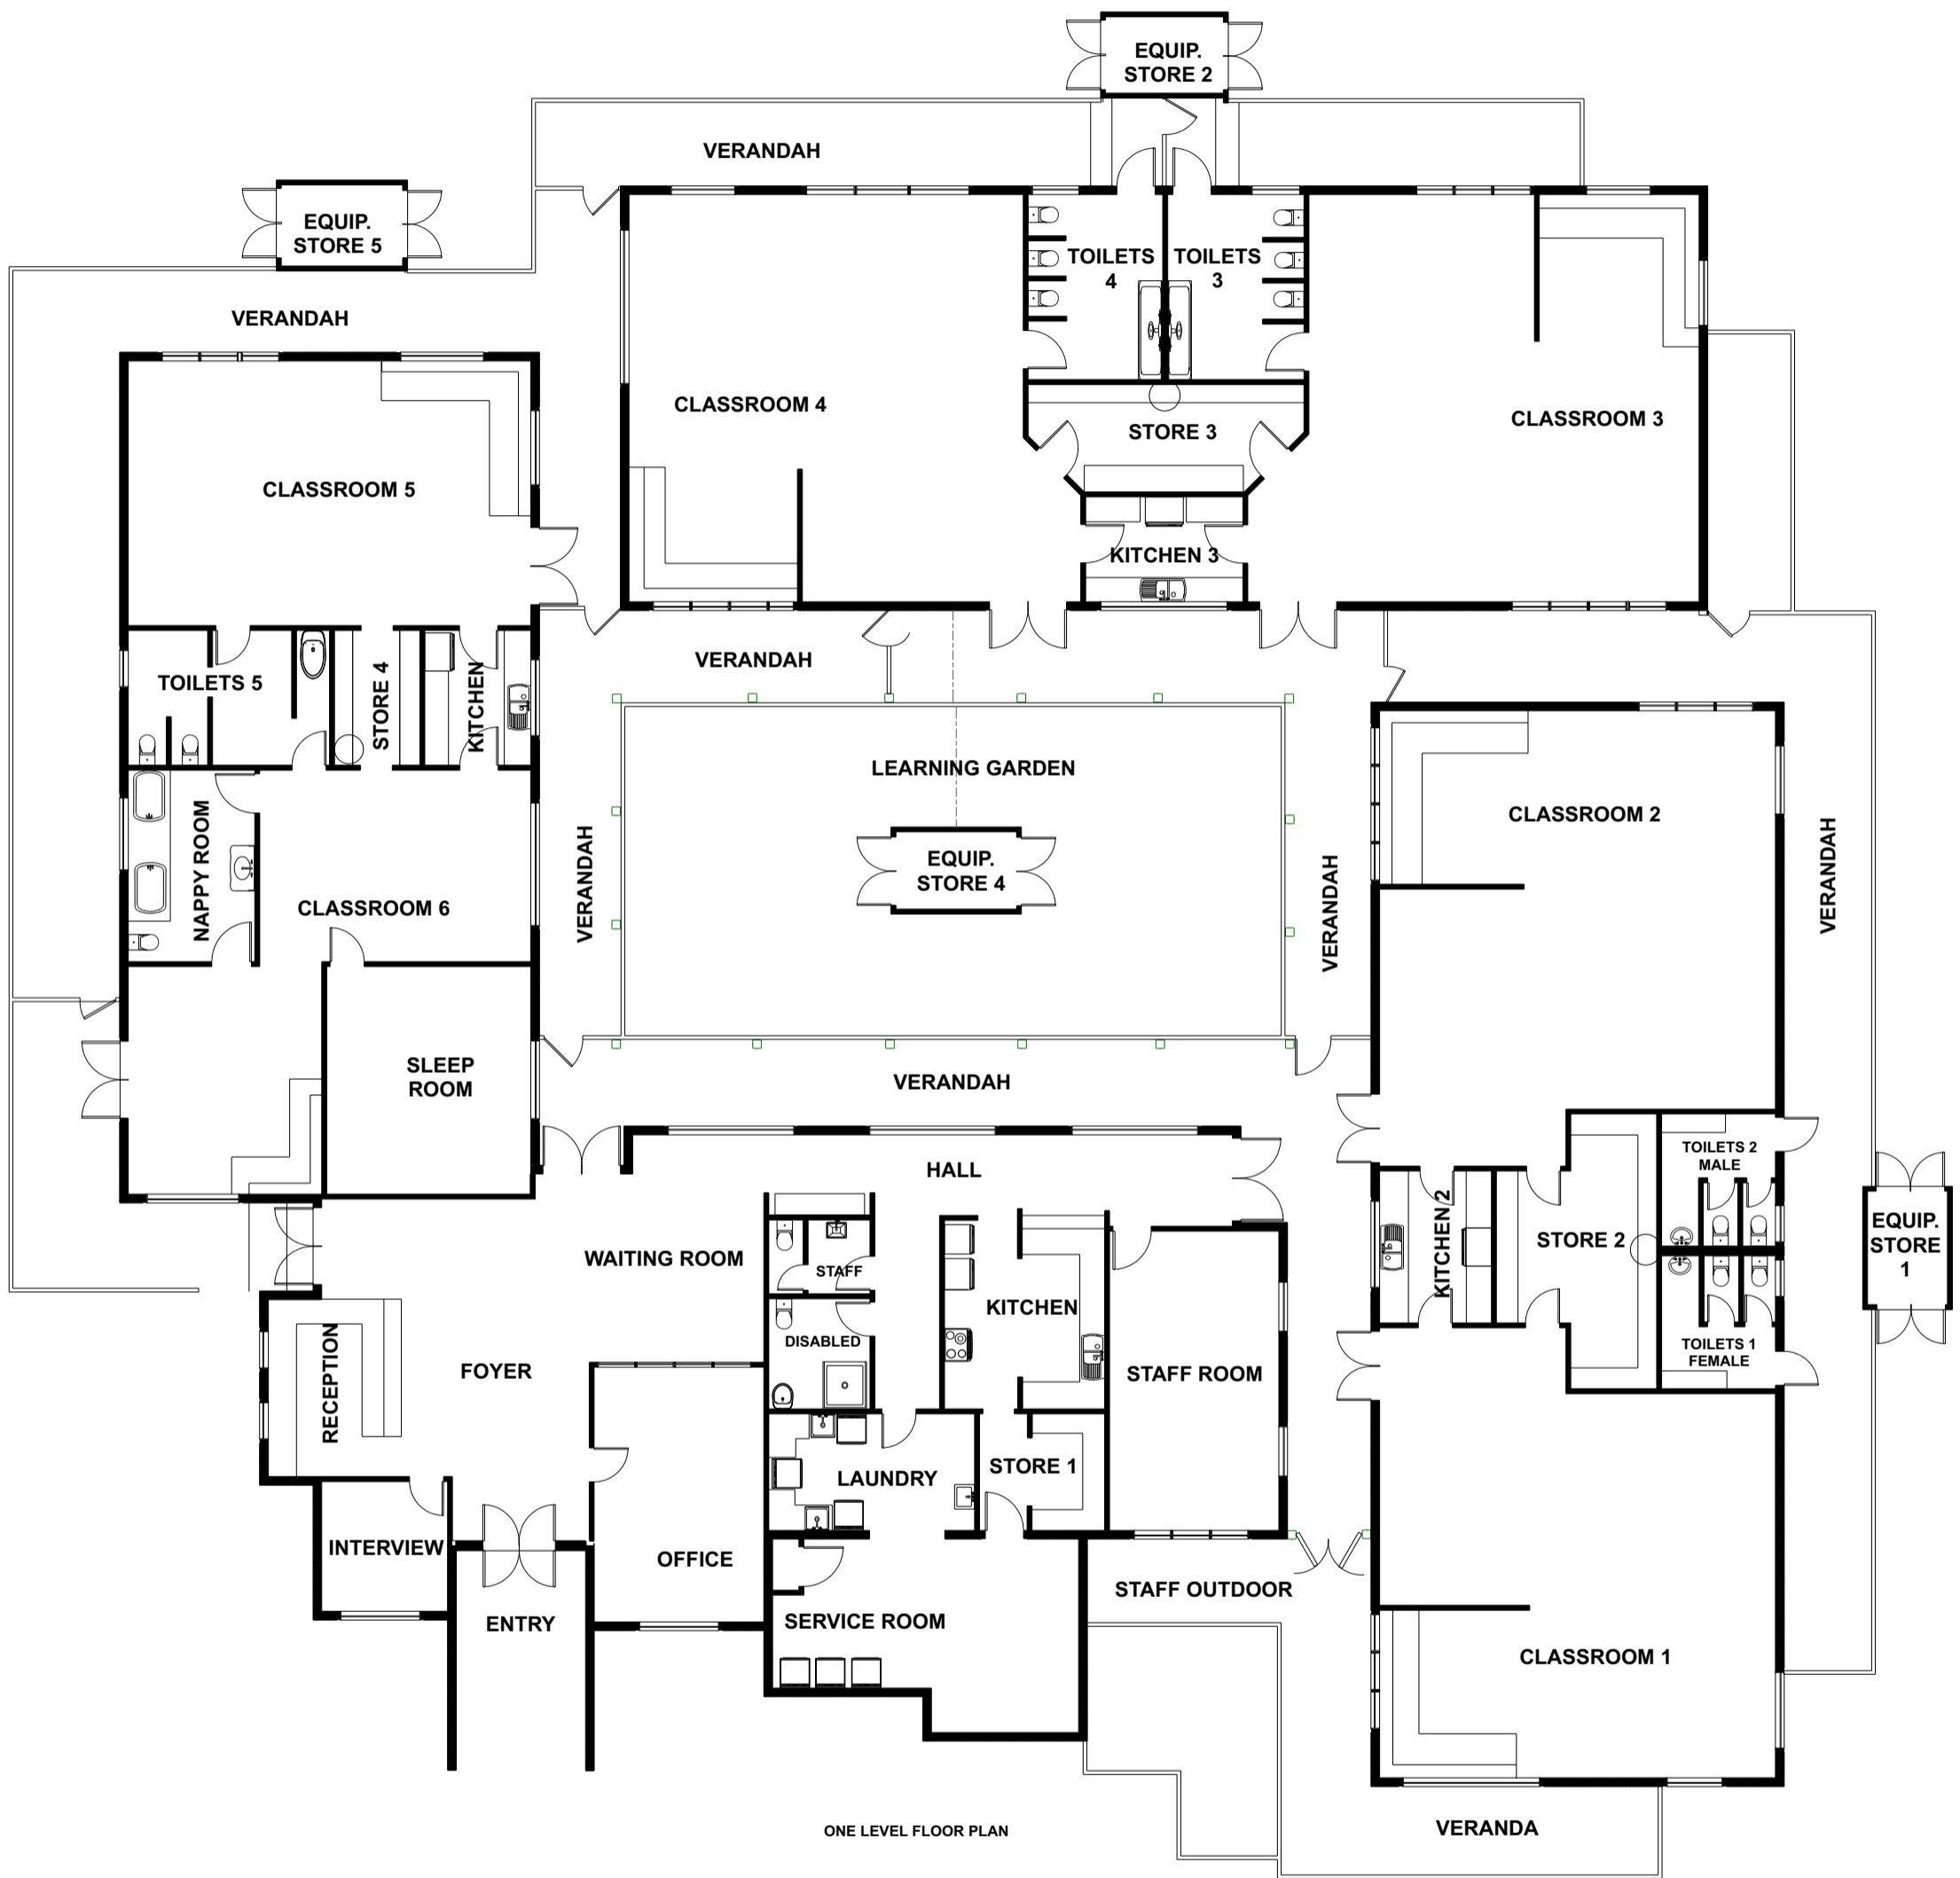 EQUIP.
STORE 2
VERANDAH
EQUIP.
STORE 5
TOILETS
4
TOILETS
3
VERANDAH
CLASSROOM 4
CLASSROOM 3
STORE 3
CLASSROOM 5
KITCHEN 3
VERANDAH
TOILETS 5
STORE 4
KITCHEN
LEARNING GARDEN
CLASSROOM 2
NAPPY ROOM
VERANDAH
EQUIP.
STORE 4
VERANDAH
VERANDAH
CLASSROOM 6
SLEEP
ROOM
VERANDAH
TOILETS 2
MALE
HALL
EQUIP.
STORE
1
KITCHEN 2
STORE 2
WAITING ROOM
STAFF
KITCHEN
DISABLED
TOILETS 1
FEMALE
RECEPTION
FOYER
STAFF ROOM
STORE 1
LAUNDRY
INTERVIEW
OFFICE
STAFF OUTDOOR
ENTRY
SERVICE ROOM
CLASSROOM 1
ONE LEVEL FLOOR PLAN
VERANDA